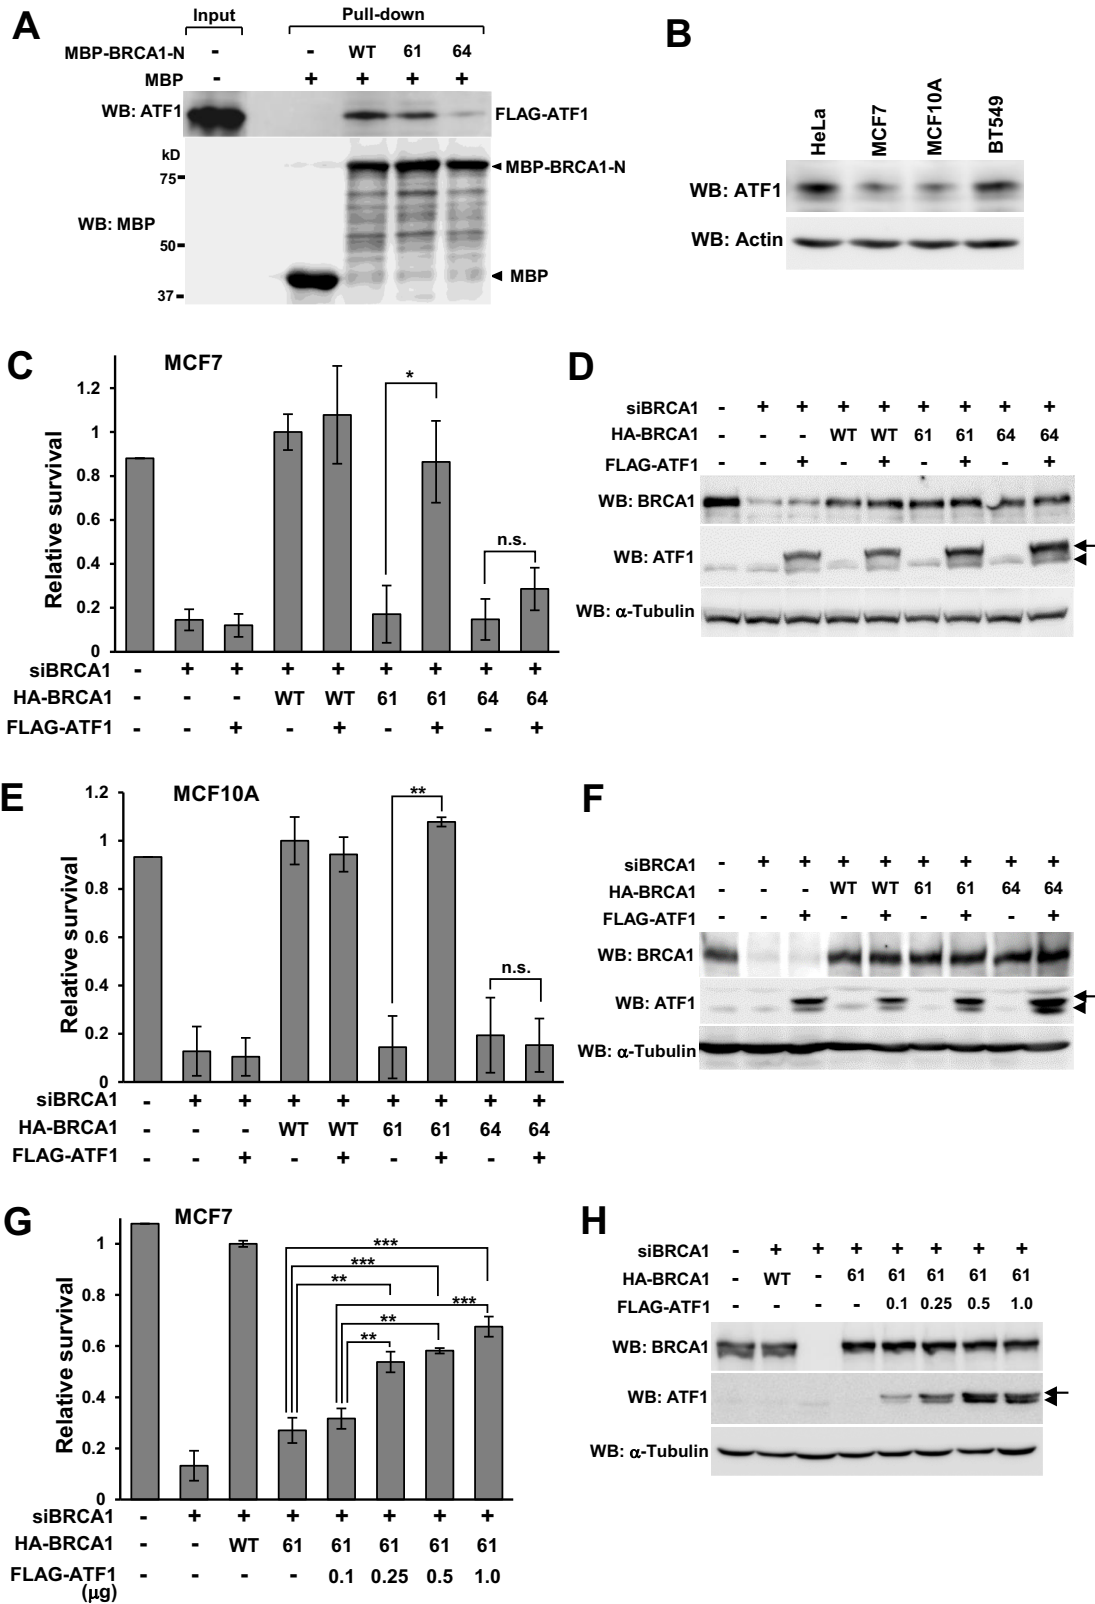 A
Input
Pull-down
MBP-BRCA1-N - - WT 61 64
MBP - + + + +
WB: ATF1
FLAG-ATF1
kD
75
MBP-BRCA1-N
WB: MBP
50
MBP
37
B
HeLa MCF7 MCF10A BT549
WB: ATF1
WB: Actin
C
MCF7
Relative survival
1.2
1
0.8
0.6
0.4
0.2
0
*
n.s.
siBRCA1 - + + + + + + + +
HA-BRCA1 - - - WT WT 61 61 64 64
FLAG-ATF1 - - + - + - + - +
D
siBRCA1 - + + + + + + + +
HA-BRCA1 - - - WT WT 61 61 64 64
FLAG-ATF1 - - + - + - + - +
WB: BRCA1
WB: ATF1
WB: α-Tubulin
E
MCF10A
Relative survival
1.2
1
0.8
0.6
0.4
0.2
0
**
n.s.
siBRCA1 - + + + + + + + +
HA-BRCA1 - - - WT WT 61 61 64 64
FLAG-ATF1 - - + - + - + - +
F
siBRCA1 - + + + + + + + +
HA-BRCA1 - - - WT WT 61 61 64 64
FLAG-ATF1 - - + - + - + - +
WB: BRCA1
WB: ATF1
WB: α-Tubulin
G
MCF7
Relative survival
1
0.8
0.6
0.4
0.2
0
***
***
**
***
**
**
siBRCA1 - + + + + + + +
HA-BRCA1 - - WT 61 61 61 61 61
FLAG-ATF1 - - - - 0.1 0.25 0.5 1.0
(μg)
H
siBRCA1 - + + + + + + +
HA-BRCA1 - WT - 61 61 61 61 61
FLAG-ATF1 - - - - 0.1 0.25 0.5 1.0
WB: BRCA1
WB: ATF1
WB: α-Tubulin